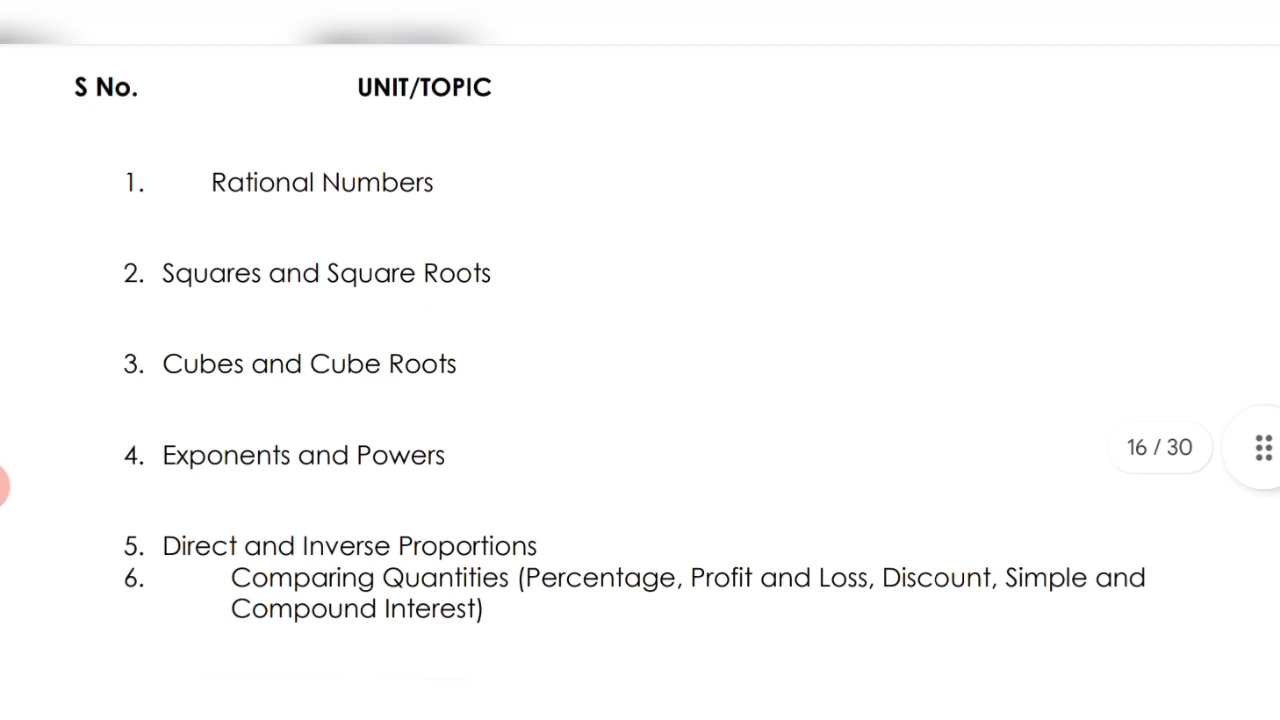 S No. UNIT/TOPIC
1. Rational Numbers
2. Squares and Square Roots
3. Cubes and Cube Roots
4. Exponents and Powers
16 / 30
5. Direct and Inverse Proportions
6. Comparing Quantities (Percentage, Profit and Loss, Discount, Simple and
Compound Interest)